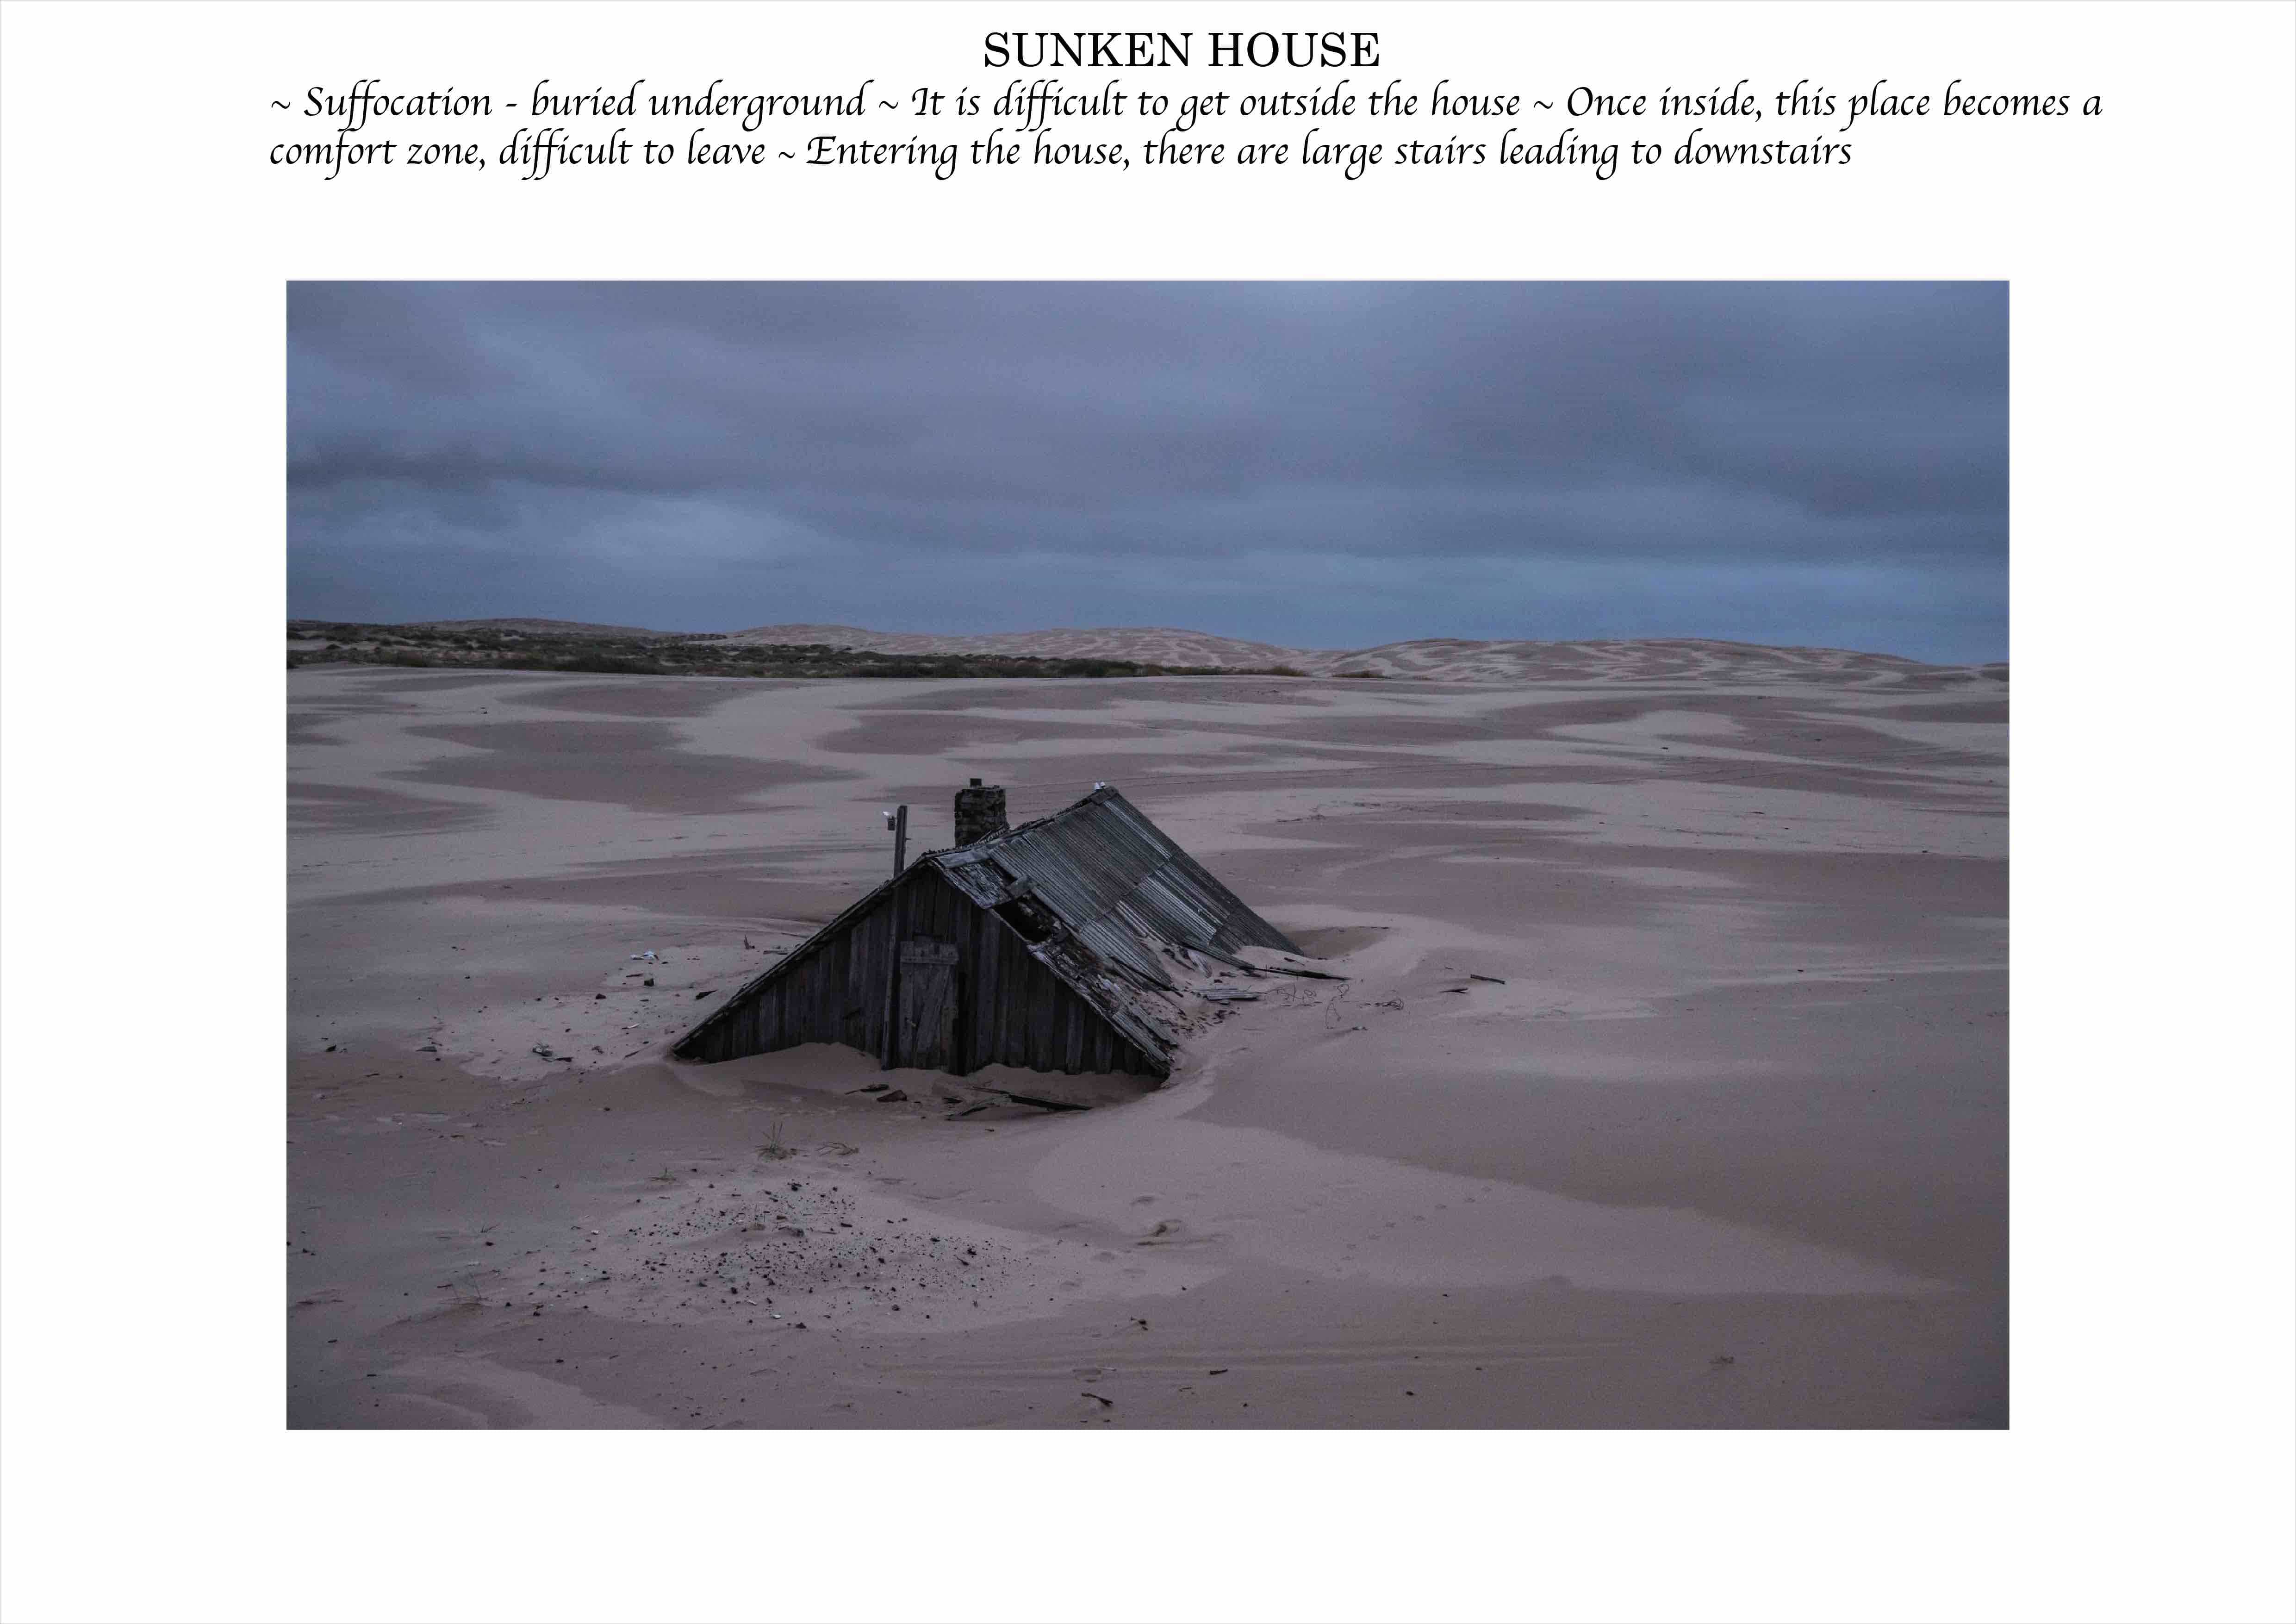 SUNKEN HOUSE
~ Suffocation - buried underground ~ It is difficult to get outside the house ~ Once inside, this place becomes a
comfort zone, difficult to leave ~ Entering the house, there are large stairs leading to downstairs